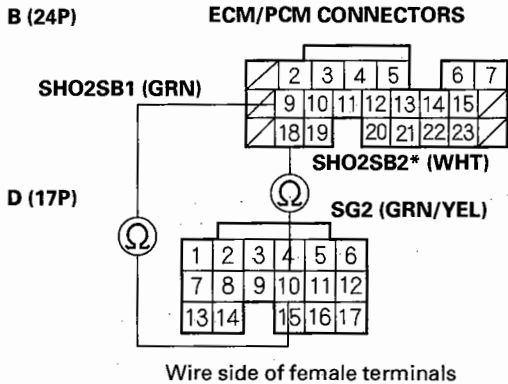 B (24P) ECM/PCM CONNECTORS
2 3 4 5 6 7
SHO2SB1 (GRN)
9 10 11 12 13 14 15
18 19 20 21 22 23
SHO2SB2* (WHT)
D (17P)
Ω
SG2 (GRN/YEL)
Ω
1 2 3 4 5 6
7 8 9 10 11 12
13 14 15 16 17
Wire side of female terminals